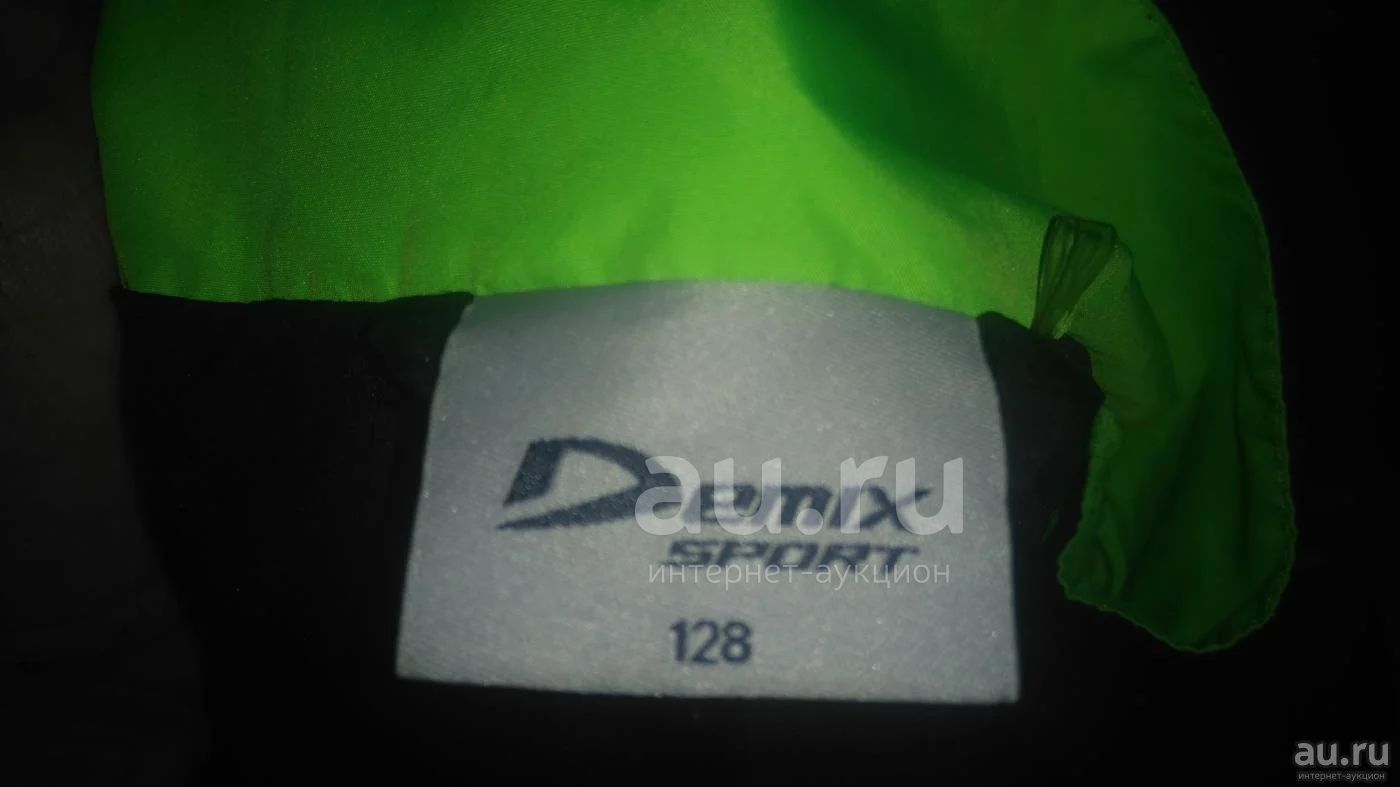 Demix
SPORT
128
au.ru
интернет-аукцион
au.ru
интернет-аукцион